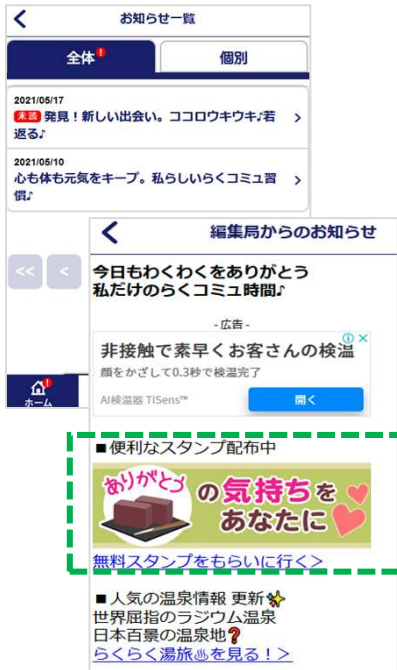 お知らせ一覧
全体
個別
2021/05/17
未読 発見！新しい出会い。ココロウキウキ♪若
返る♪
2021/05/10
心も体も元気をキープ。私らしいらくコミュ習
慣♪
<<
<
ホーム
編集局からのお知らせ
今日もわくわくをありがとう
私だけのらくコミュ時間♪
- 広告 -
非接触で素早くお客さんの検温
顔をかざして0.3秒で検温完了
AI検温器 TISens™
開く
■便利なスタンプ配布中
ありがとう の気持ちを
あなたに
無料スタンプをもらいに行く＞
■人気の温泉情報 更新
世界屈指のラジウム温泉
日本百景の温泉地❓
らくらく湯旅♨を見る！＞